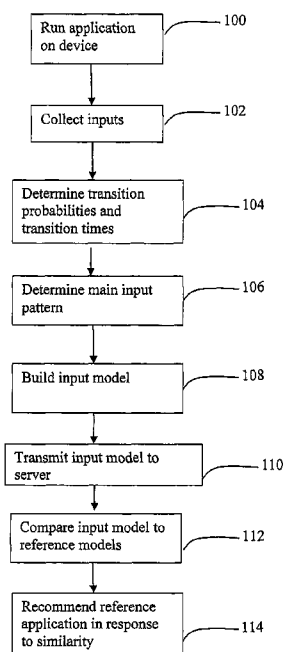 Run application
on device
100
Collect inputs
102
Determine transition
probabilities and
transition times
104
Determine main input
pattern
106
Build input model
108
Transmit input model to
server
110
Compare input model to
reference models
112
Recommend reference
application in response
to similarity
114